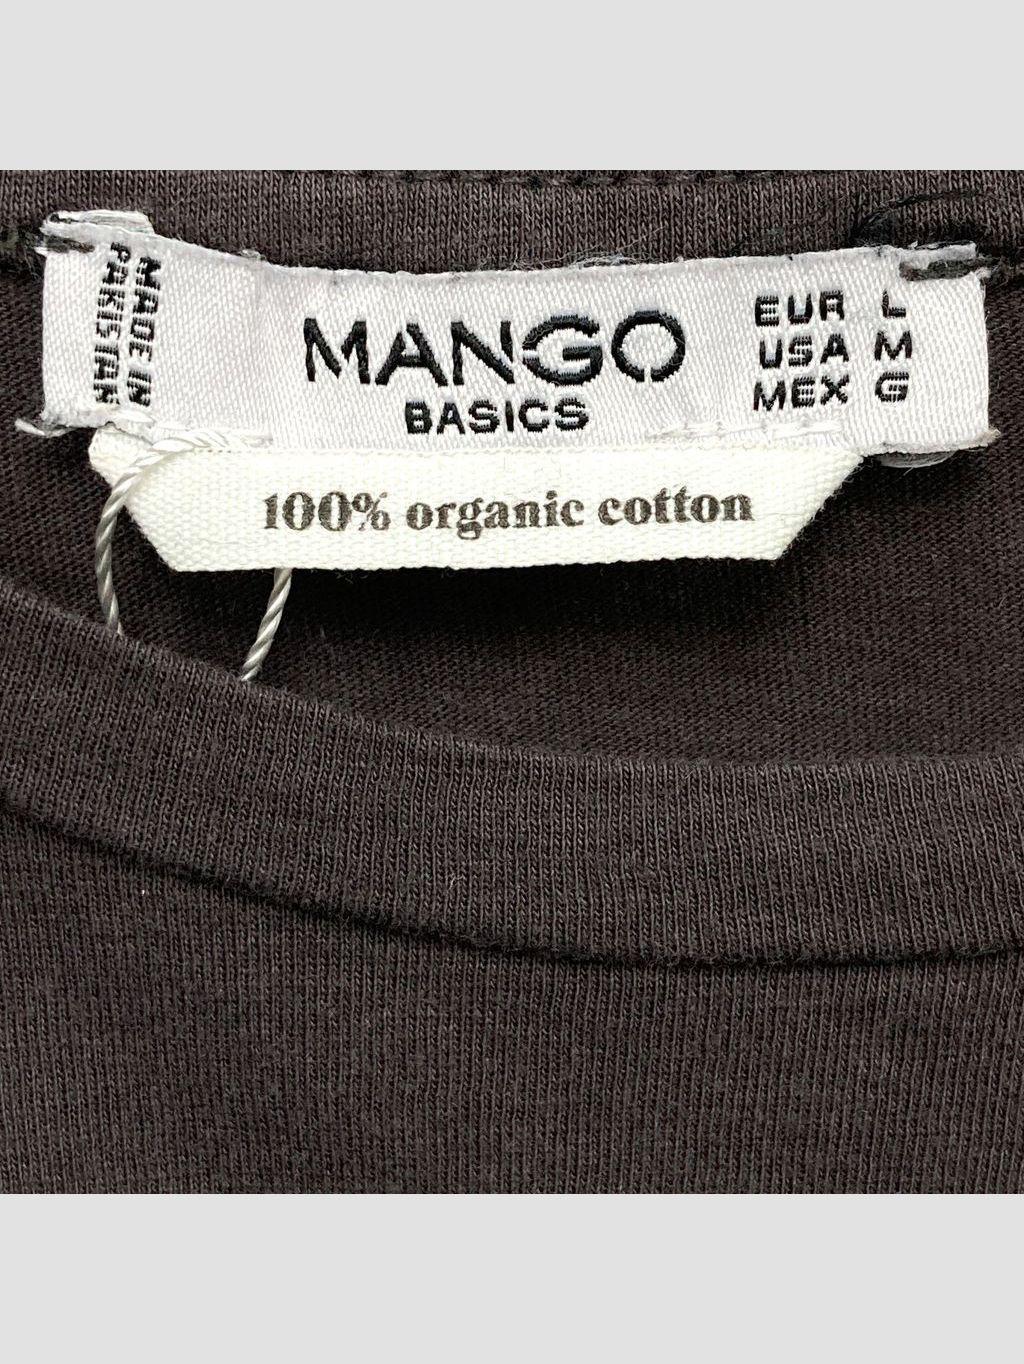 MADE IN
PAKISTAN
MANGO
BASICS
EUR L
USA M
MEX G
100% organic cotton